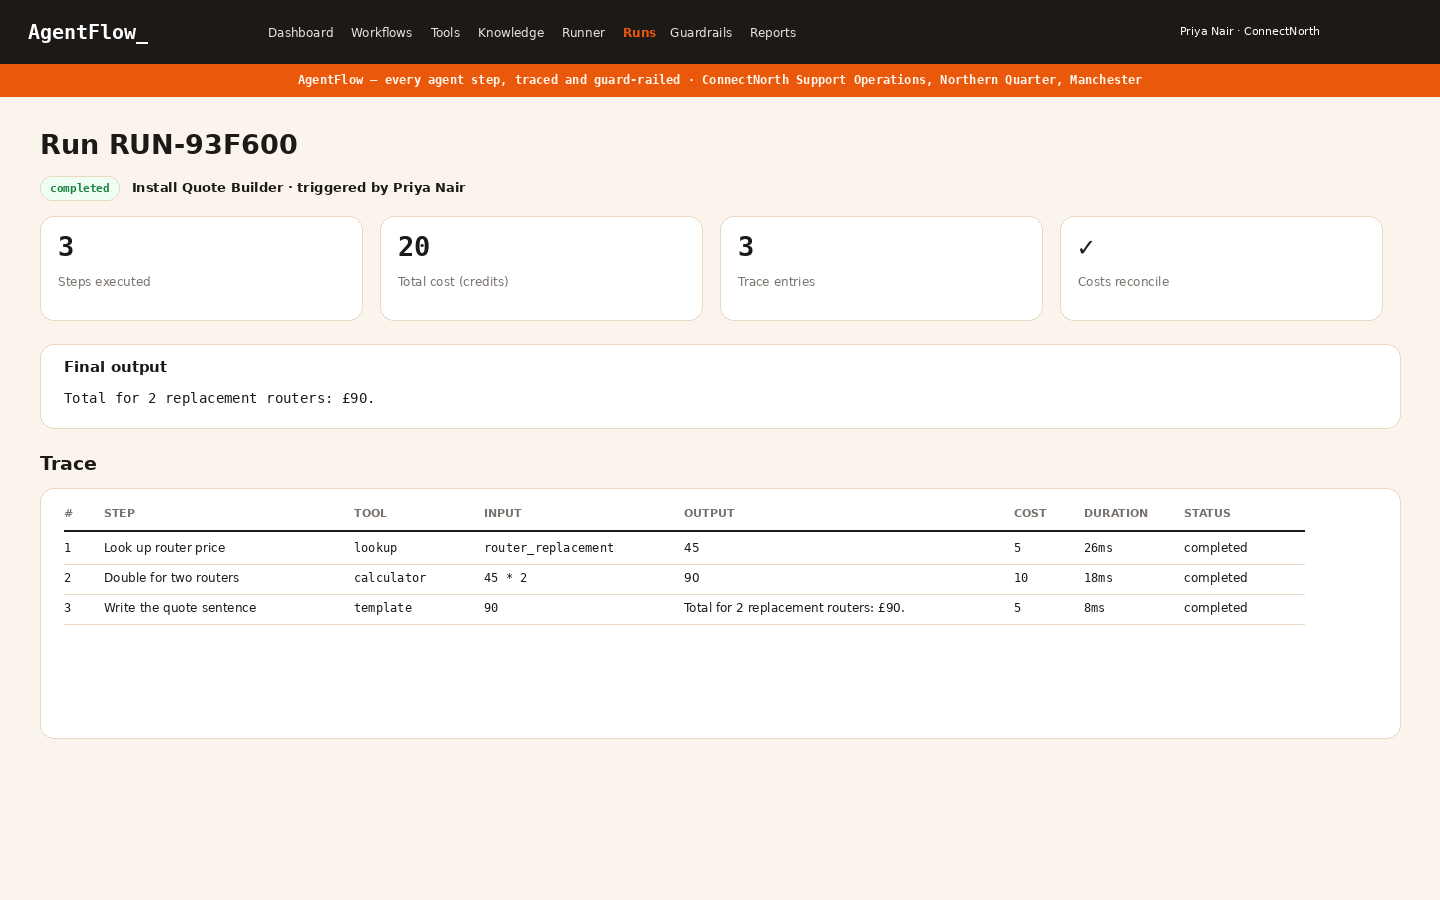 AgentFlow_
Dashboard Workflows Tools Knowledge Runner Runs Guardrails Reports
Priya Nair · ConnectNorth
AgentFlow — every agent step, traced and guard-railed · ConnectNorth Support Operations, Northern Quarter, Manchester
Run RUN-93F600
completed Install Quote Builder · triggered by Priya Nair
3
Steps executed
20
Total cost (credits)
3
Trace entries
✓
Costs reconcile
Final output
Total for 2 replacement routers: £90.
Trace
# STEP TOOL INPUT OUTPUT COST DURATION STATUS
1 Look up router price lookup router_replacement 45 5 26ms completed
2 Double for two routers calculator 45 * 2 90 10 18ms completed
3 Write the quote sentence template 90 Total for 2 replacement routers: £90. 5 8ms completed